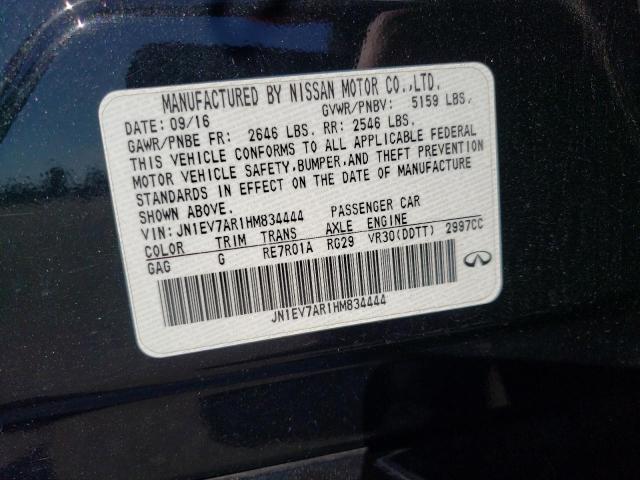 MANUFACTURED BY NISSAN MOTOR CO.,LTD.
DATE: 09/16 GVWR/PNBV: 5159 LBS.
GAWR/PNBE FR: 2646 LBS. RR: 2546 LBS.
THIS VEHICLE CONFORMS TO ALL APPLICABLE FEDERAL
MOTOR VEHICLE SAFETY,BUMPER,AND THEFT PREVENTION
STANDARDS IN EFFECT ON THE DATE OF MANUFACTURE
SHOWN ABOVE.
VIN: JN1EV7AR1HM834444 PASSENGER CAR
COLOR TRIM TRANS AXLE ENGINE
GAG G RE7R01A RG29 VR30(DDTT) 2997CC
JN1EV7AR1HM834444